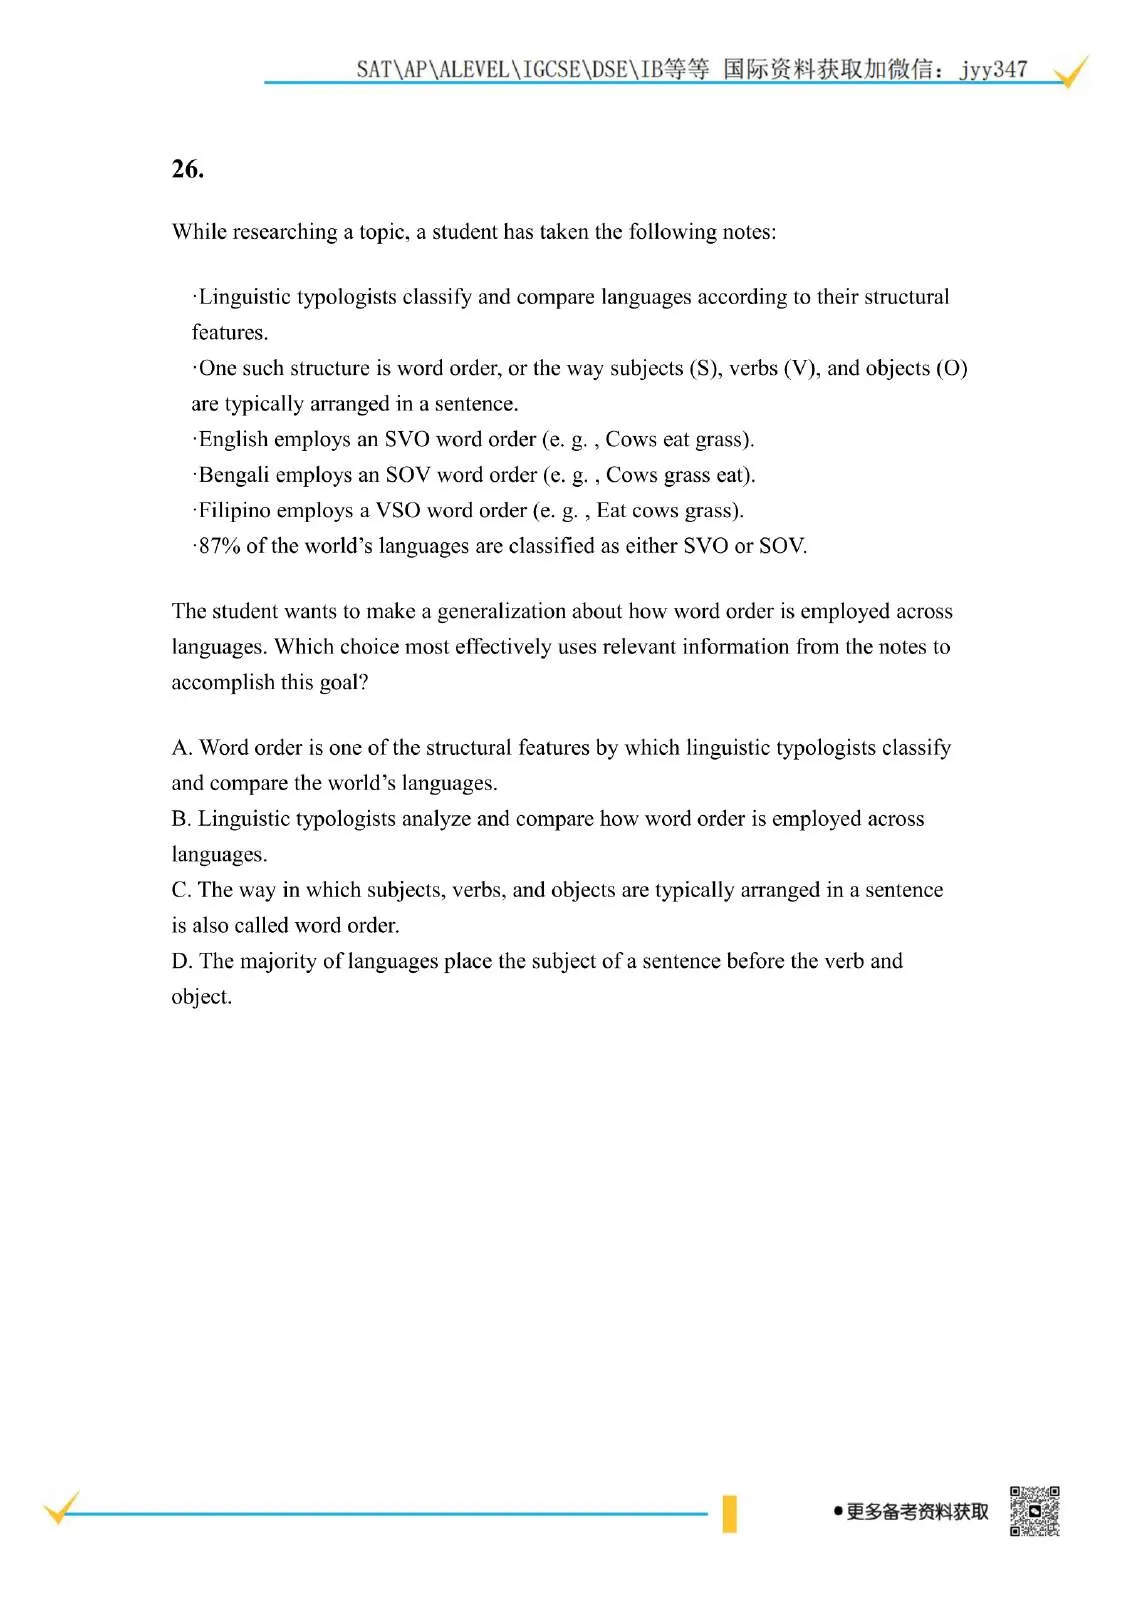 SAT\AP\ALEVEL\IGCSE\DSE\IB等等 国际资料获取加微信：jyy347
26.
While researching a topic, a student has taken the following notes:
·Linguistic typologists classify and compare languages according to their structural
features.
·One such structure is word order, or the way subjects (S), verbs (V), and objects (O)
are typically arranged in a sentence.
·English employs an SVO word order (e. g. , Cows eat grass).
·Bengali employs an SOV word order (e. g. , Cows grass eat).
·Filipino employs a VSO word order (e. g. , Eat cows grass).
·87% of the world’s languages are classified as either SVO or SOV.
The student wants to make a generalization about how word order is employed across
languages. Which choice most effectively uses relevant information from the notes to
accomplish this goal?
A. Word order is one of the structural features by which linguistic typologists classify
and compare the world’s languages.
B. Linguistic typologists analyze and compare how word order is employed across
languages.
C. The way in which subjects, verbs, and objects are typically arranged in a sentence
is also called word order.
D. The majority of languages place the subject of a sentence before the verb and
object.
•更多备考资料获取